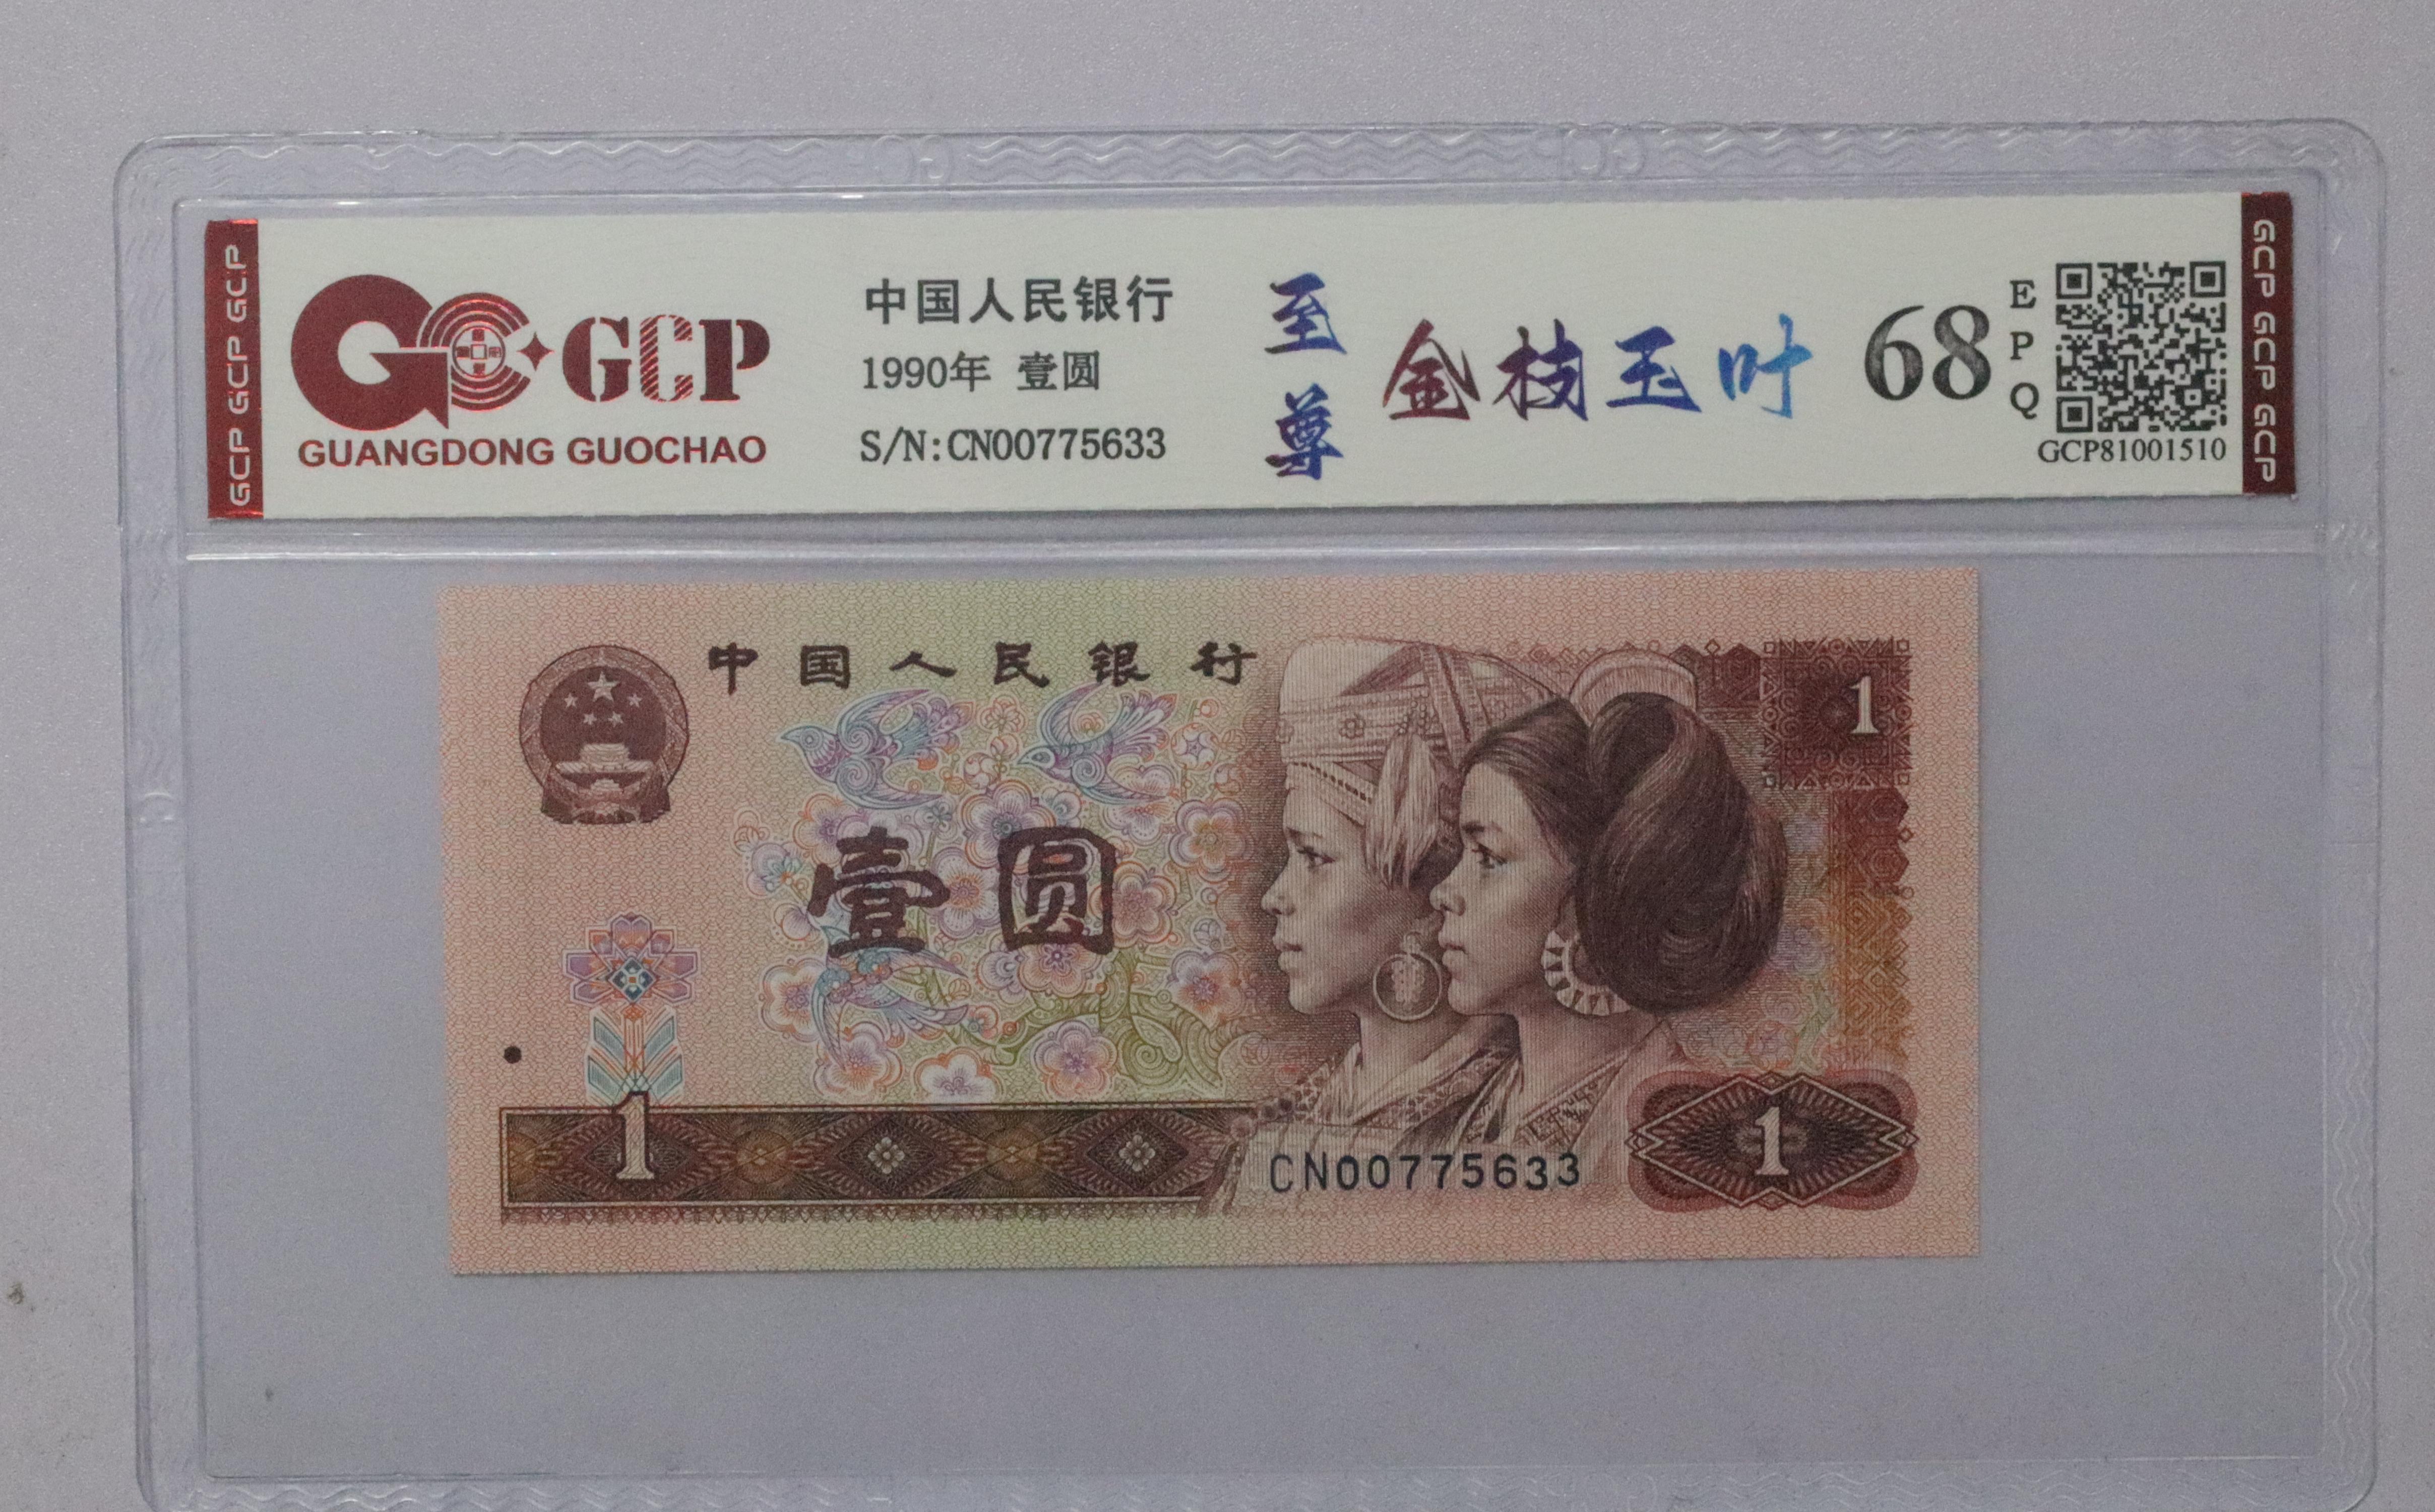 GCP GCP GCP
GCP
GUANGDONG GUOCHAO
中国人民银行
1990年 壹圆
S/N:CN00775633
至尊
金枝玉叶
68
EPQ
GCP81001510
GCP GCP GCP
中国人民银行
1
壹圆
1
CN00775633
1